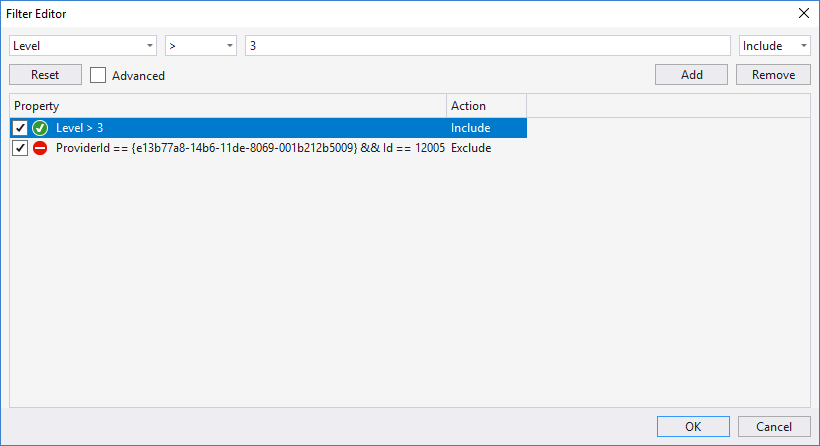 Filter Editor
Level > 3 Include
Reset Advanced Add Remove
Property Action
Level > 3 Include
ProviderId == {e13b77a8-14b6-11de-8069-001b212b5009} && Id == 12005 Exclude
OK Cancel